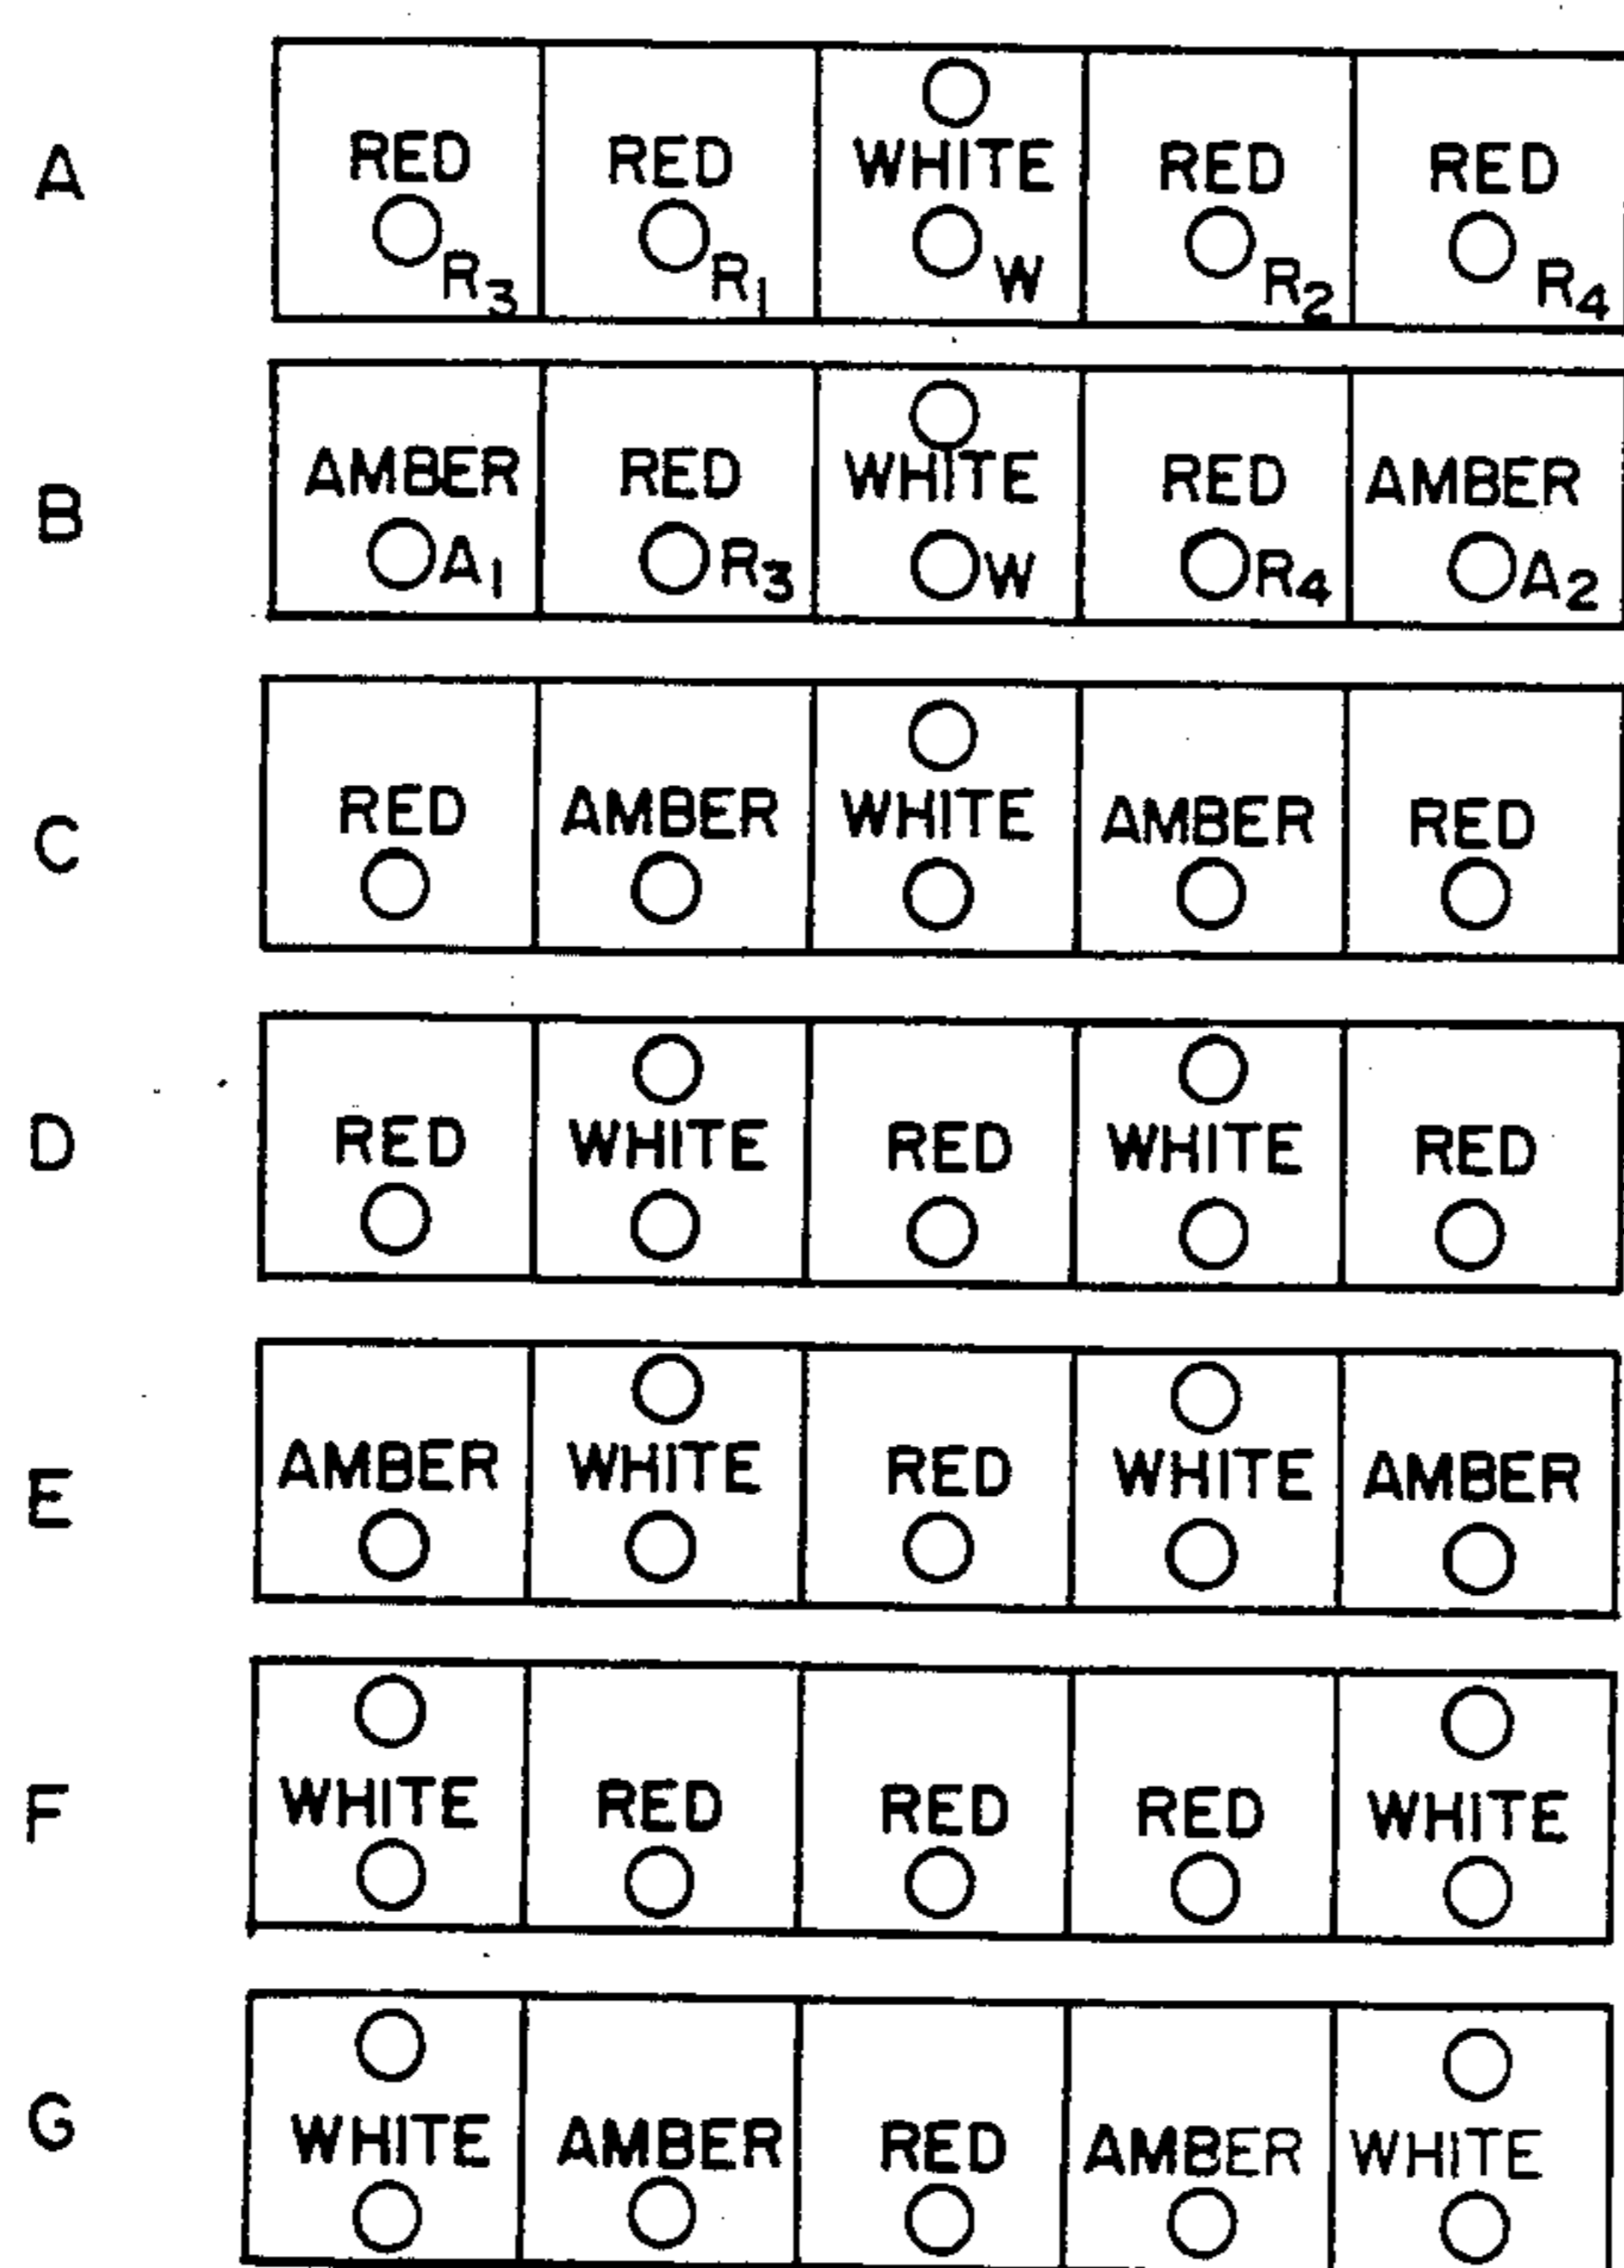 A RED RED WHITE RED RED
R3 R1 W R2 R4
B AMBER RED WHITE RED AMBER
A1 R3 W R4 A2
C RED AMBER WHITE AMBER RED
D RED WHITE RED WHITE RED
E AMBER WHITE RED WHITE AMBER
F WHITE RED RED RED WHITE
G WHITE AMBER RED AMBER WHITE